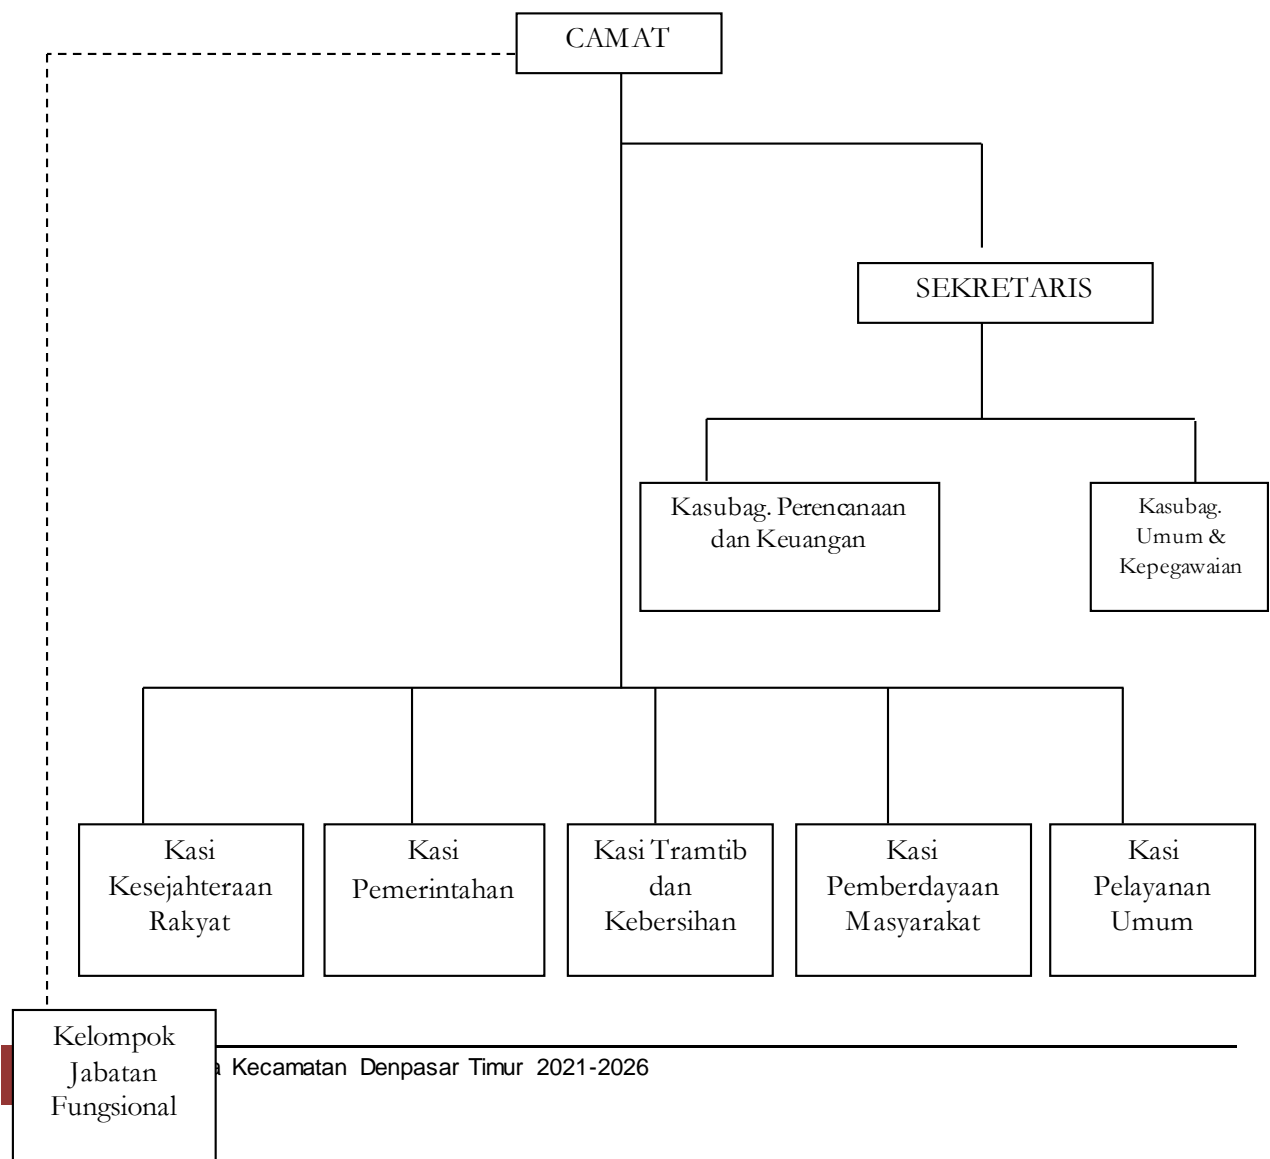 CAMAT
SEKRETARIS
Kasubag. Perencanaan
dan Keuangan
Kasubag.
Umum &
Kepegawaian
Kasi
Kesejahteraan
Rakyat
Kasi
Pemerintahan
Kasi Tramtib
dan
Kebersihan
Kasi
Pemberdayaan
Masyarakat
Kasi
Pelayanan
Umum
Kelompok
Jabatan
Fungsional
Kecamatan Denpasar Timur 2021-2026